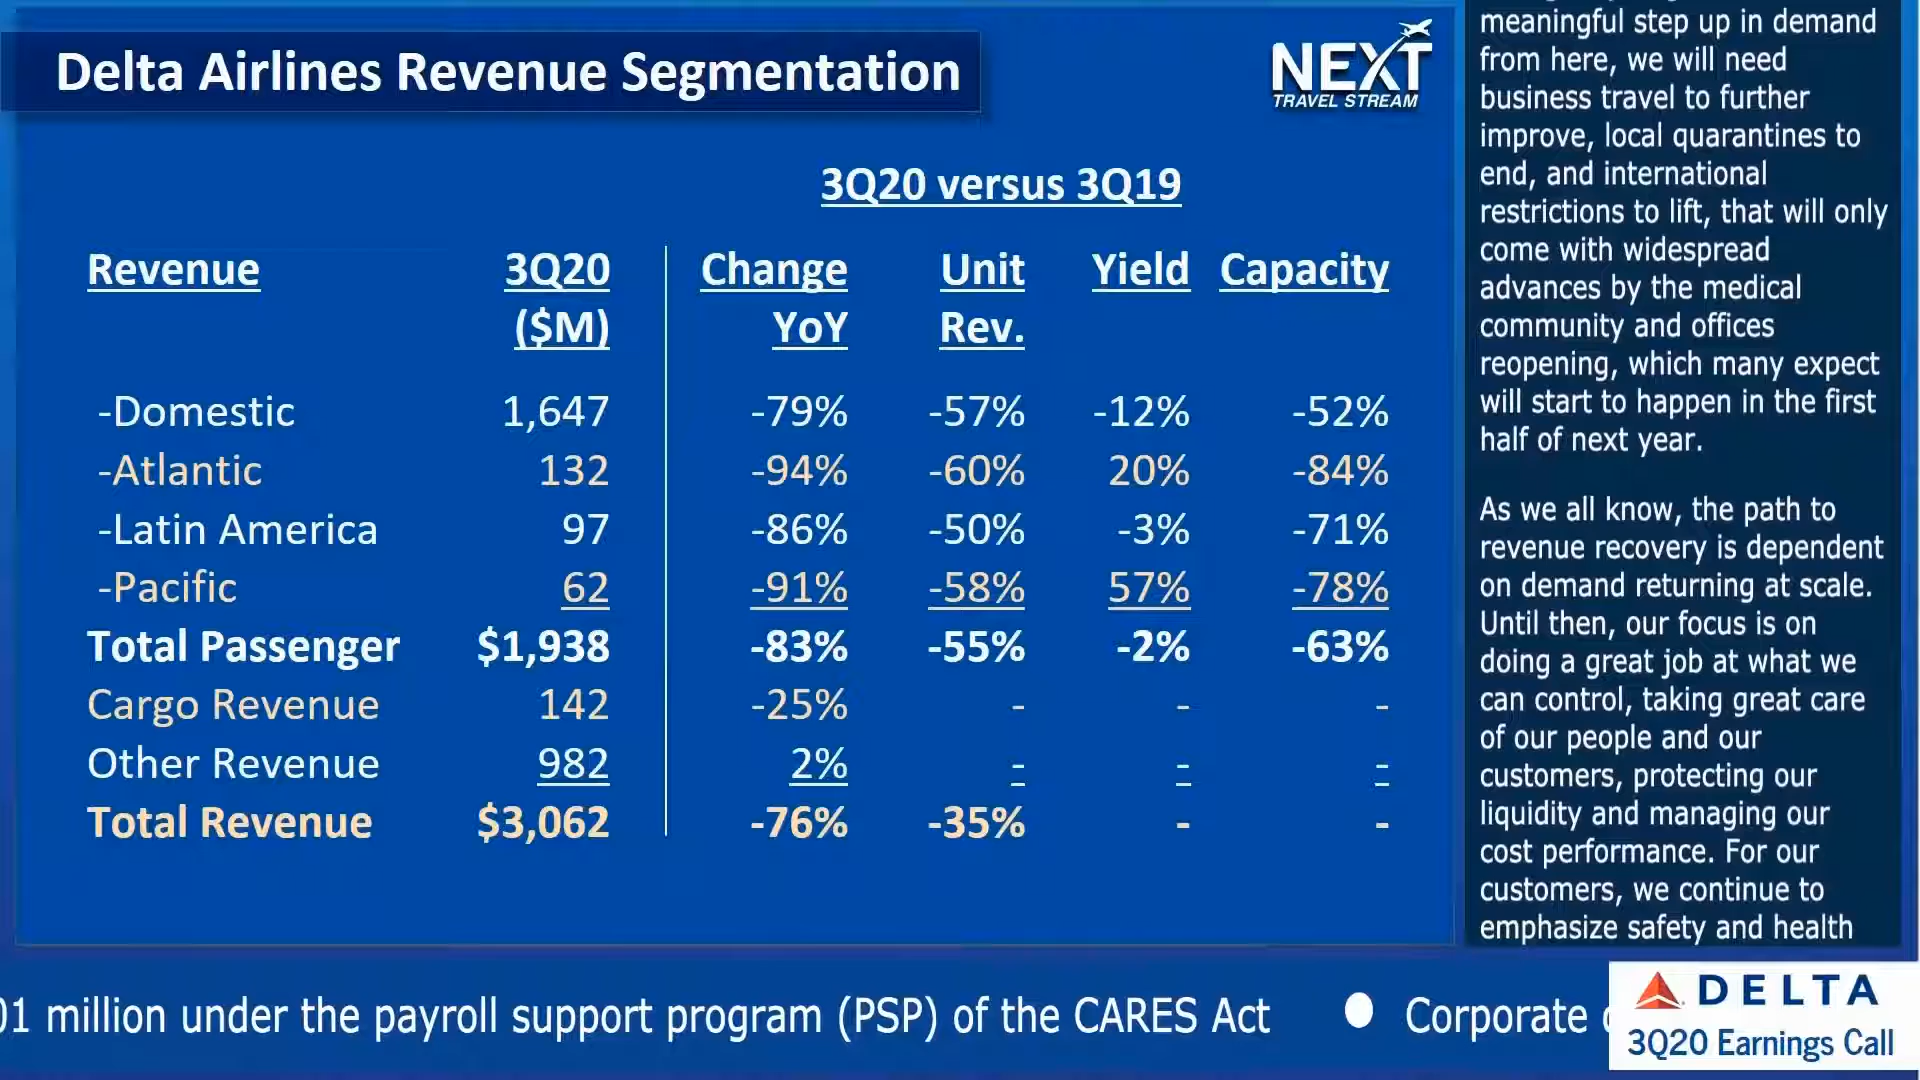 Delta Airlines Revenue Segmentation
NEXT
TRAVEL STREAM
3Q20 versus 3Q19
Revenue 3Q20 Change Unit Yield Capacity
($M) YoY Rev.
-Domestic 1,647 -79% -57% -12% -52%
-Atlantic 132 -94% -60% 20% -84%
-Latin America 97 -86% -50% -3% -71%
-Pacific 62 -91% -58% 57% -78%
Total Passenger $1,938 -83% -55% -2% -63%
Cargo Revenue 142 -25% - - -
Other Revenue 982 2% - - -
Total Revenue $3,062 -76% -35% - -
meaningful step up in demand
from here, we will need
business travel to further
improve, local quarantines to
end, and international
restrictions to lift, that will only
come with widespread
advances by the medical
community and offices
reopening, which many expect
will start to happen in the first
half of next year.
As we all know, the path to
revenue recovery is dependent
on demand returning at scale.
Until then, our focus is on
doing a great job at what we
can control, taking great care
of our people and our
customers, protecting our
liquidity and managing our
cost performance. For our
customers, we continue to
emphasize safety and health
01 million under the payroll support program (PSP) of the CARES Act ● Corporate
DELTA
3Q20 Earnings Call